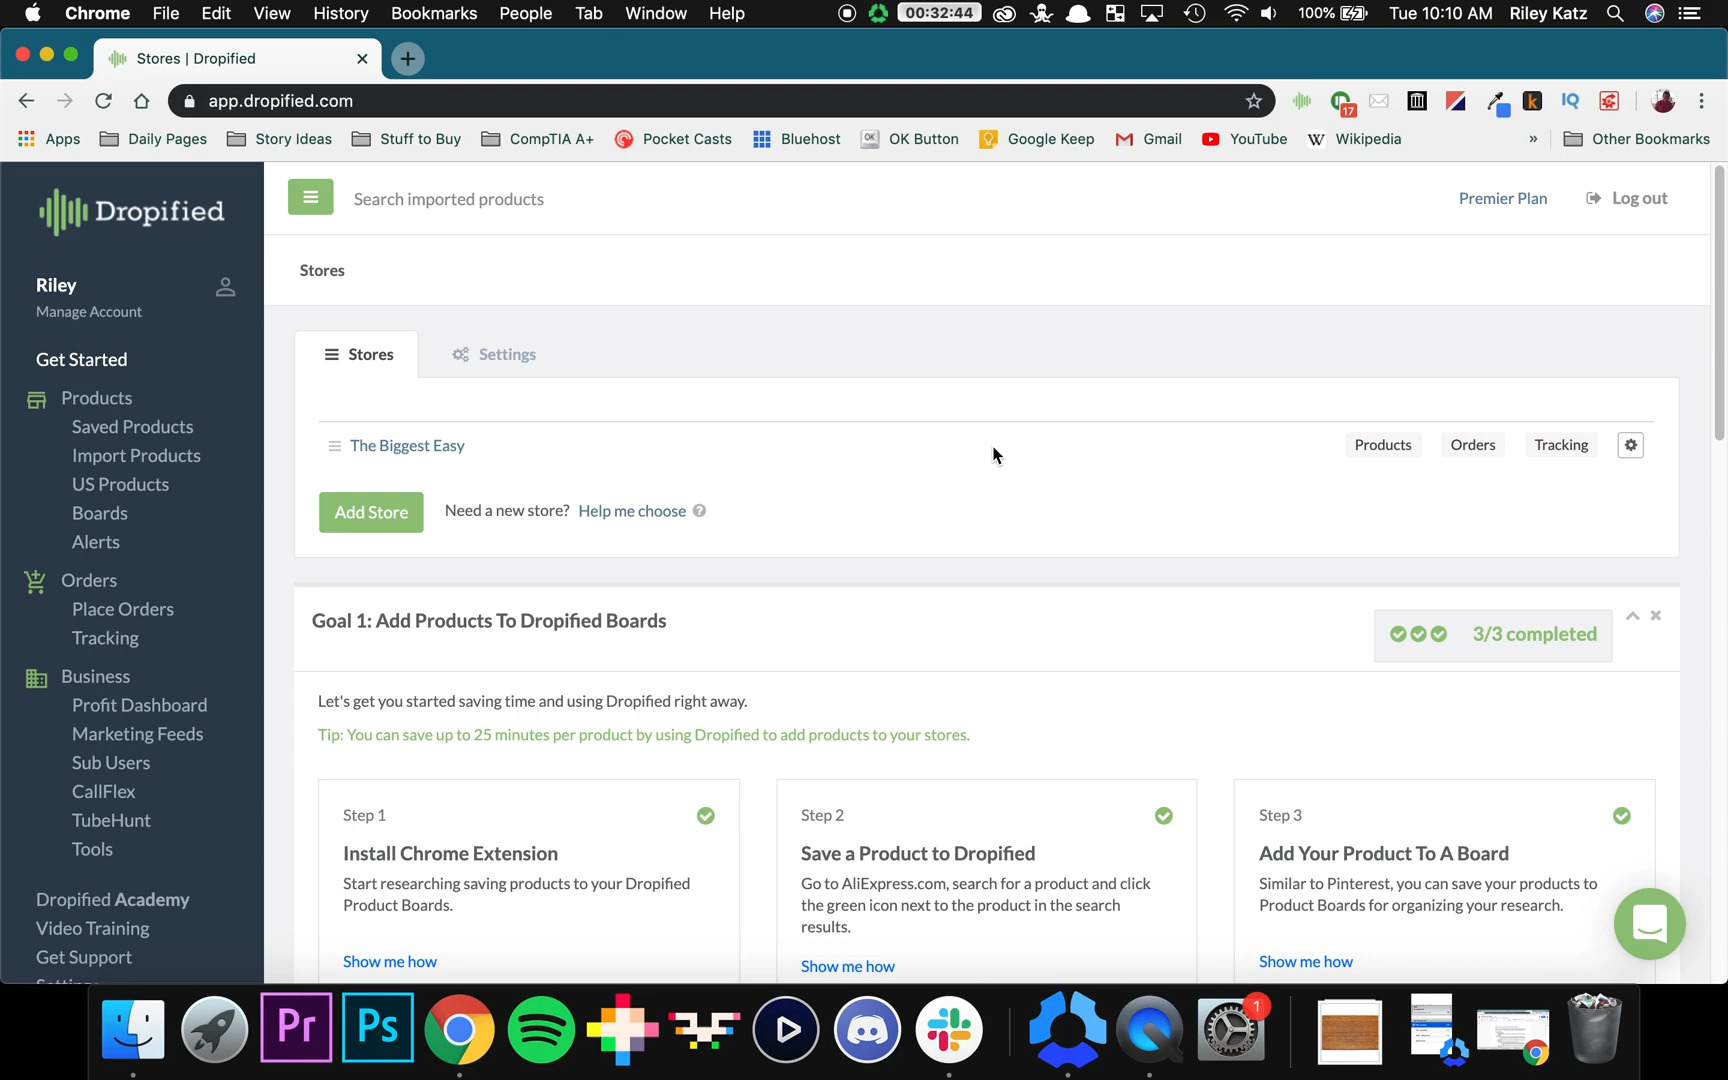 Chrome File Edit View History Bookmarks People Tab Window Help 00:32:44 100% Tue 10:10 AM Riley Katz
Stores | Dropified
app.dropified.com
17
Apps Daily Pages Story Ideas Stuff to Buy CompTIA A+ Pocket Casts Bluehost OK Button Google Keep Gmail YouTube Wikipedia » Other Bookmarks
Dropified
Search imported products
Premier Plan
Log out
Riley
Manage Account
Get Started
Products
Saved Products
Import Products
US Products
Boards
Alerts
Orders
Place Orders
Tracking
Business
Profit Dashboard
Marketing Feeds
Sub Users
CallFlex
TubeHunt
Tools
Dropified Academy
Video Training
Get Support
Settings
Stores
Stores
Settings
The Biggest Easy
Products
Orders
Tracking
Add Store
Need a new store? Help me choose
Goal 1: Add Products To Dropified Boards
3/3 completed
Let's get you started saving time and using Dropified right away.
Tip: You can save up to 25 minutes per product by using Dropified to add products to your stores.
Step 1
Install Chrome Extension
Start researching saving products to your Dropified
Product Boards.
Show me how
Step 2
Save a Product to Dropified
Go to AliExpress.com, search for a product and click
the green icon next to the product in the search
results.
Show me how
Step 3
Add Your Product To A Board
Similar to Pinterest, you can save your products to
Product Boards for organizing your research.
Show me how
Pr
Ps
1